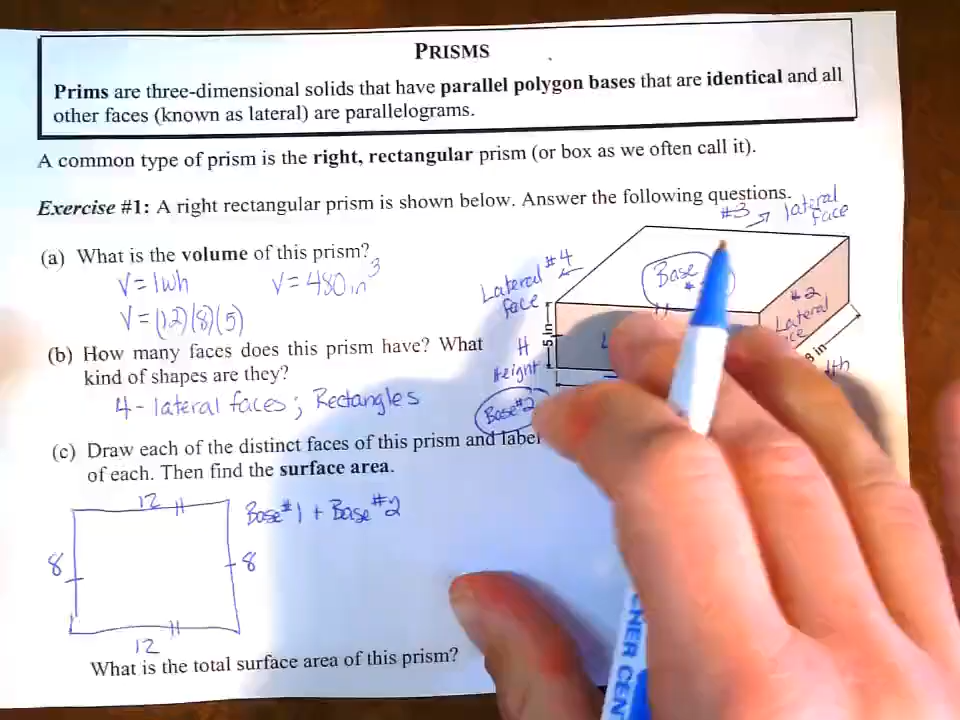 PRISMS
Prims are three-dimensional solids that have parallel polygon bases that are identical and all
other faces (known as lateral) are parallelograms.
A common type of prism is the right, rectangular prism (or box as we often call it).
Exercise #1: A right rectangular prism is shown below. Answer the following questions.
#3 → lateral face
(a) What is the volume of this prism?
V = lwh V = 480 in³
V = (12)(8)(5)
Lateral #4
face
Base
#2
Lateral
5 in
8 in
H
Height
Base #2
(b) How many faces does this prism have? What
kind of shapes are they?
4 - lateral faces; Rectangles
(c) Draw each of the distinct faces of this prism and label
of each. Then find the surface area.
12
Base #1 + Base #2
8 8
12
What is the total surface area of this prism?
NER CEN